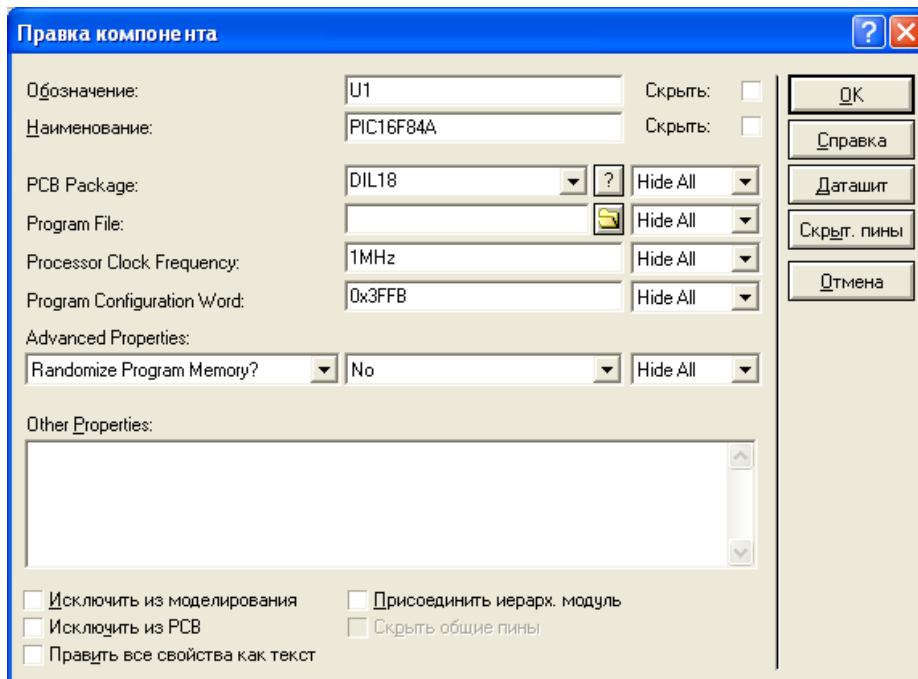 Правка компонента
Обозначение: U1 Скрыть: OK
Наименование: PIC16F84A Скрыть: Справка
PCB Package: DIL18 ? Hide All Даташит
Program File: Hide All Скрыт. пины
Processor Clock Frequency: 1MHz Hide All
Program Configuration Word: 0x3FFB Hide All Отмена
Advanced Properties:
Randomize Program Memory? No Hide All
Other Properties:
Исключить из моделирования Присоединить иерарх. модуль
Исключить из PCB Скрыть общие пины
Править все свойства как текст